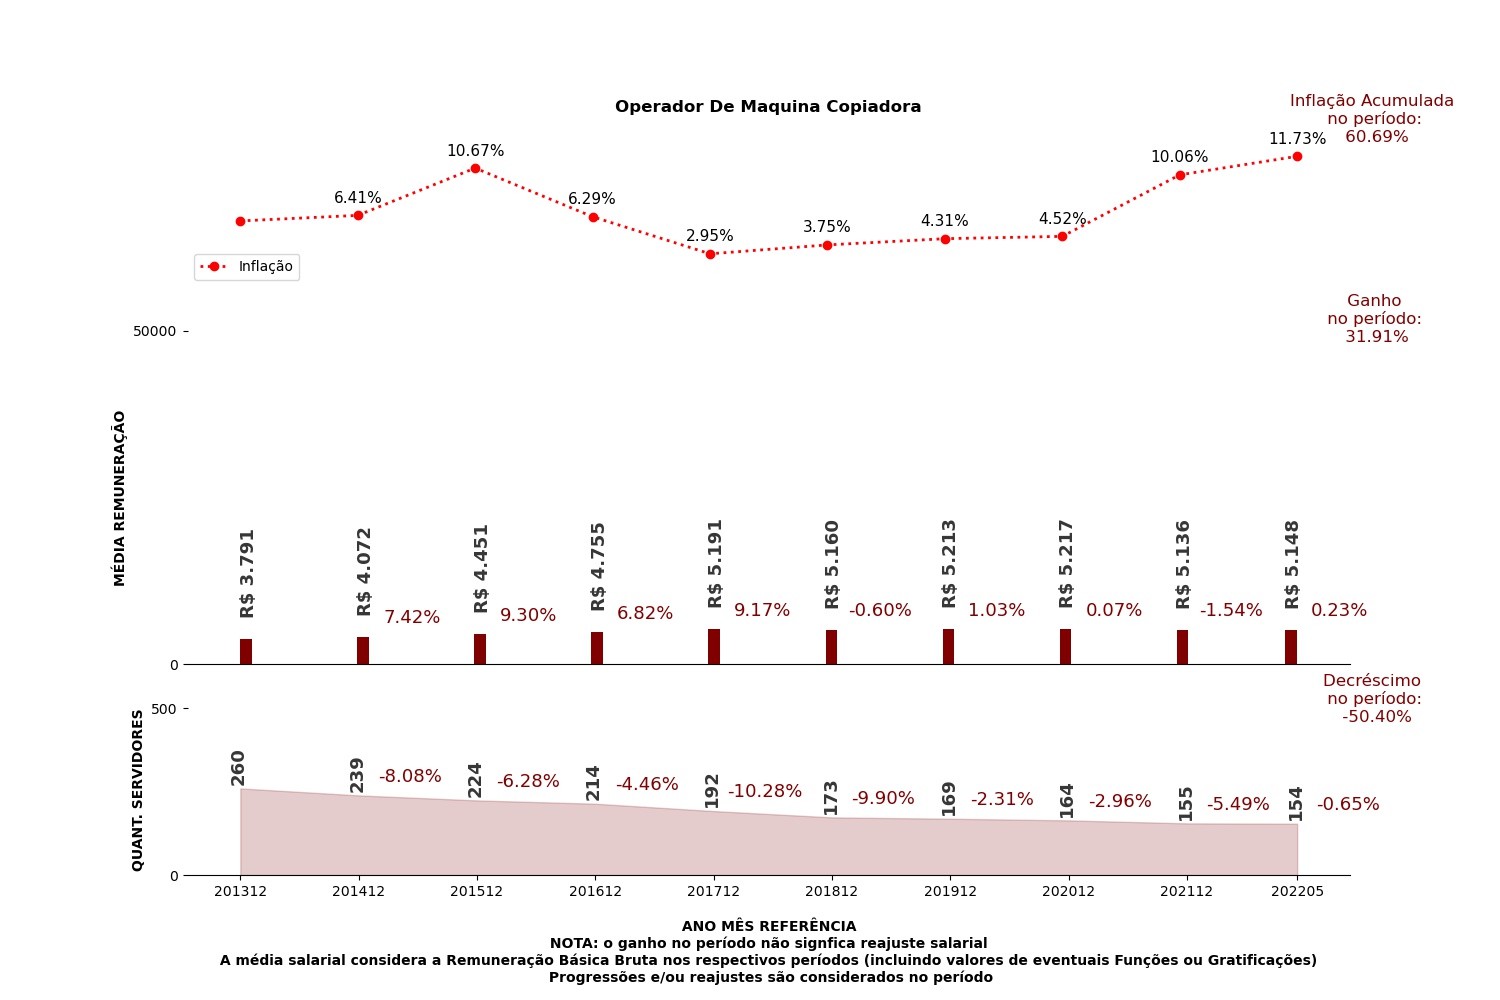 Operador De Maquina Copiadora
Inflação Acumulada
no período:
60.69%
6.41%
10.67%
6.29%
2.95%
3.75%
4.31%
4.52%
10.06%
11.73%
Inflação
Ganho
no período:
31.91%
50000
0
MÉDIA REMUNERAÇÃO
R$ 3.791
R$ 4.072
R$ 4.451
R$ 4.755
R$ 5.191
R$ 5.160
R$ 5.213
R$ 5.217
R$ 5.136
R$ 5.148
7.42%
9.30%
6.82%
9.17%
-0.60%
1.03%
0.07%
-1.54%
0.23%
Decréscimo
no período:
-50.40%
500
0
QUANT. SERVIDORES
260
239
224
214
192
173
169
164
155
154
-8.08%
-6.28%
-4.46%
-10.28%
-9.90%
-2.31%
-2.96%
-5.49%
-0.65%
201312
201412
201512
201612
201712
201812
201912
202012
202112
202205
ANO MÊS REFERÊNCIA
NOTA: o ganho no período não signfica reajuste salarial
A média salarial considera a Remuneração Básica Bruta nos respectivos períodos (incluindo valores de eventuais Funções ou Gratificações)
Progressões e/ou reajustes são considerados no período